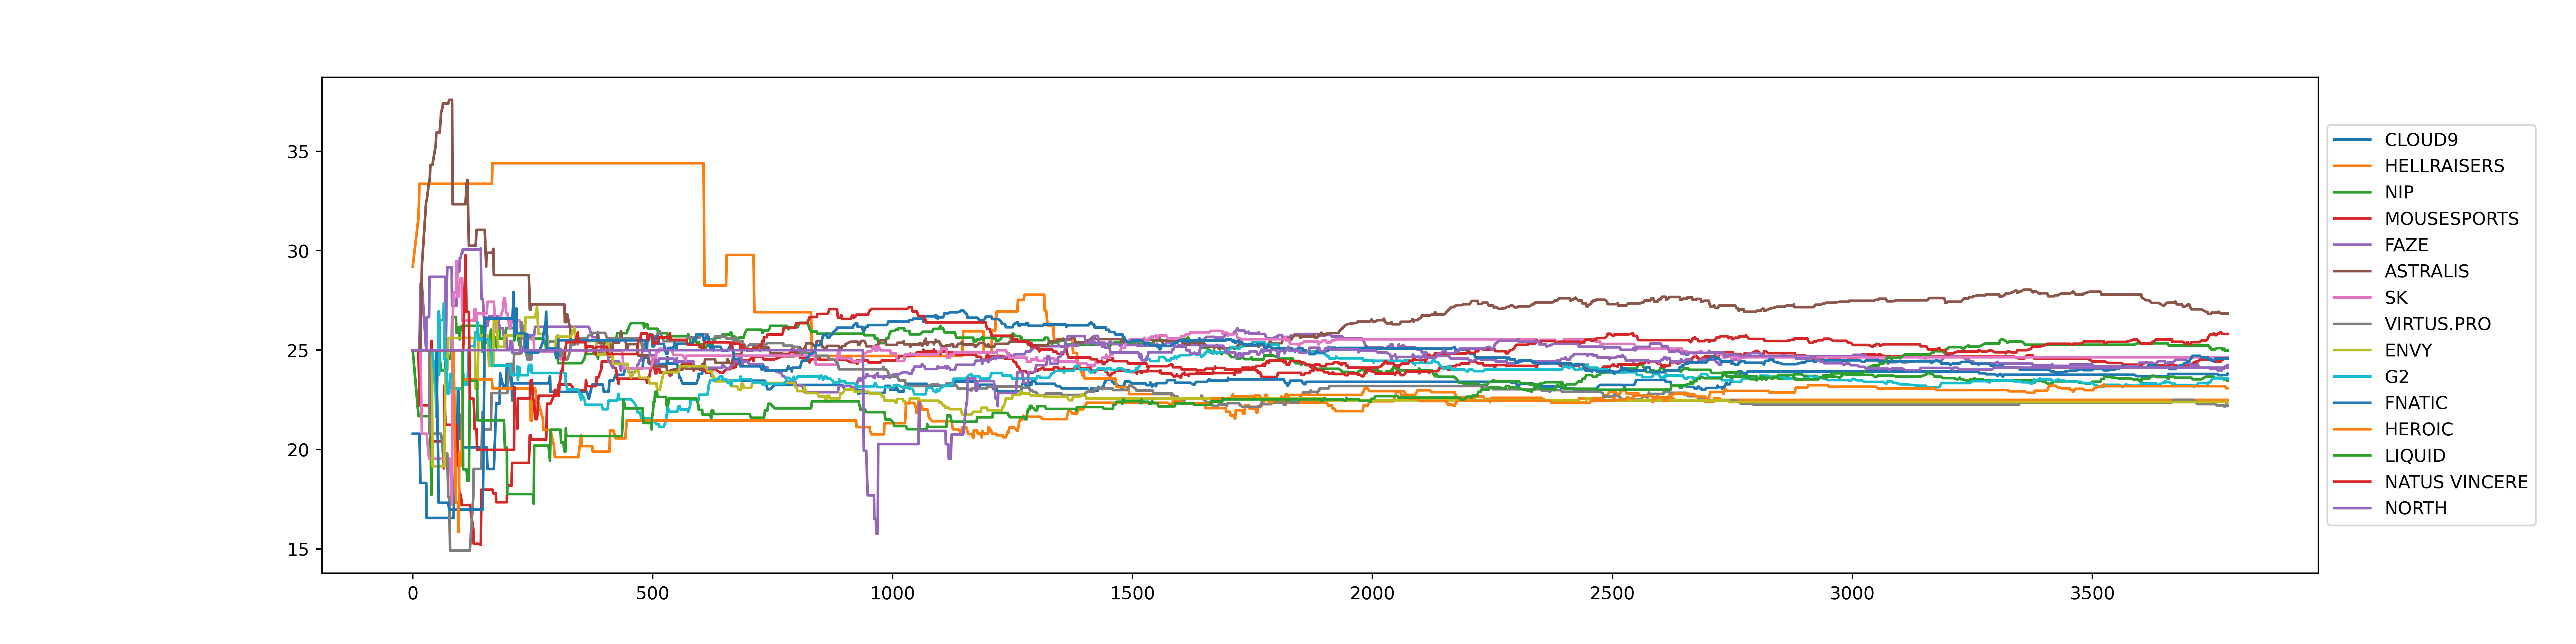 35
30
25
20
15
0 500 1000 1500 2000 2500 3000 3500
CLOUD9
HELLRAISERS
NIP
MOUSESPORTS
FAZE
ASTRALIS
SK
VIRTUS.PRO
ENVY
G2
FNATIC
HEROIC
LIQUID
NATUS VINCERE
NORTH